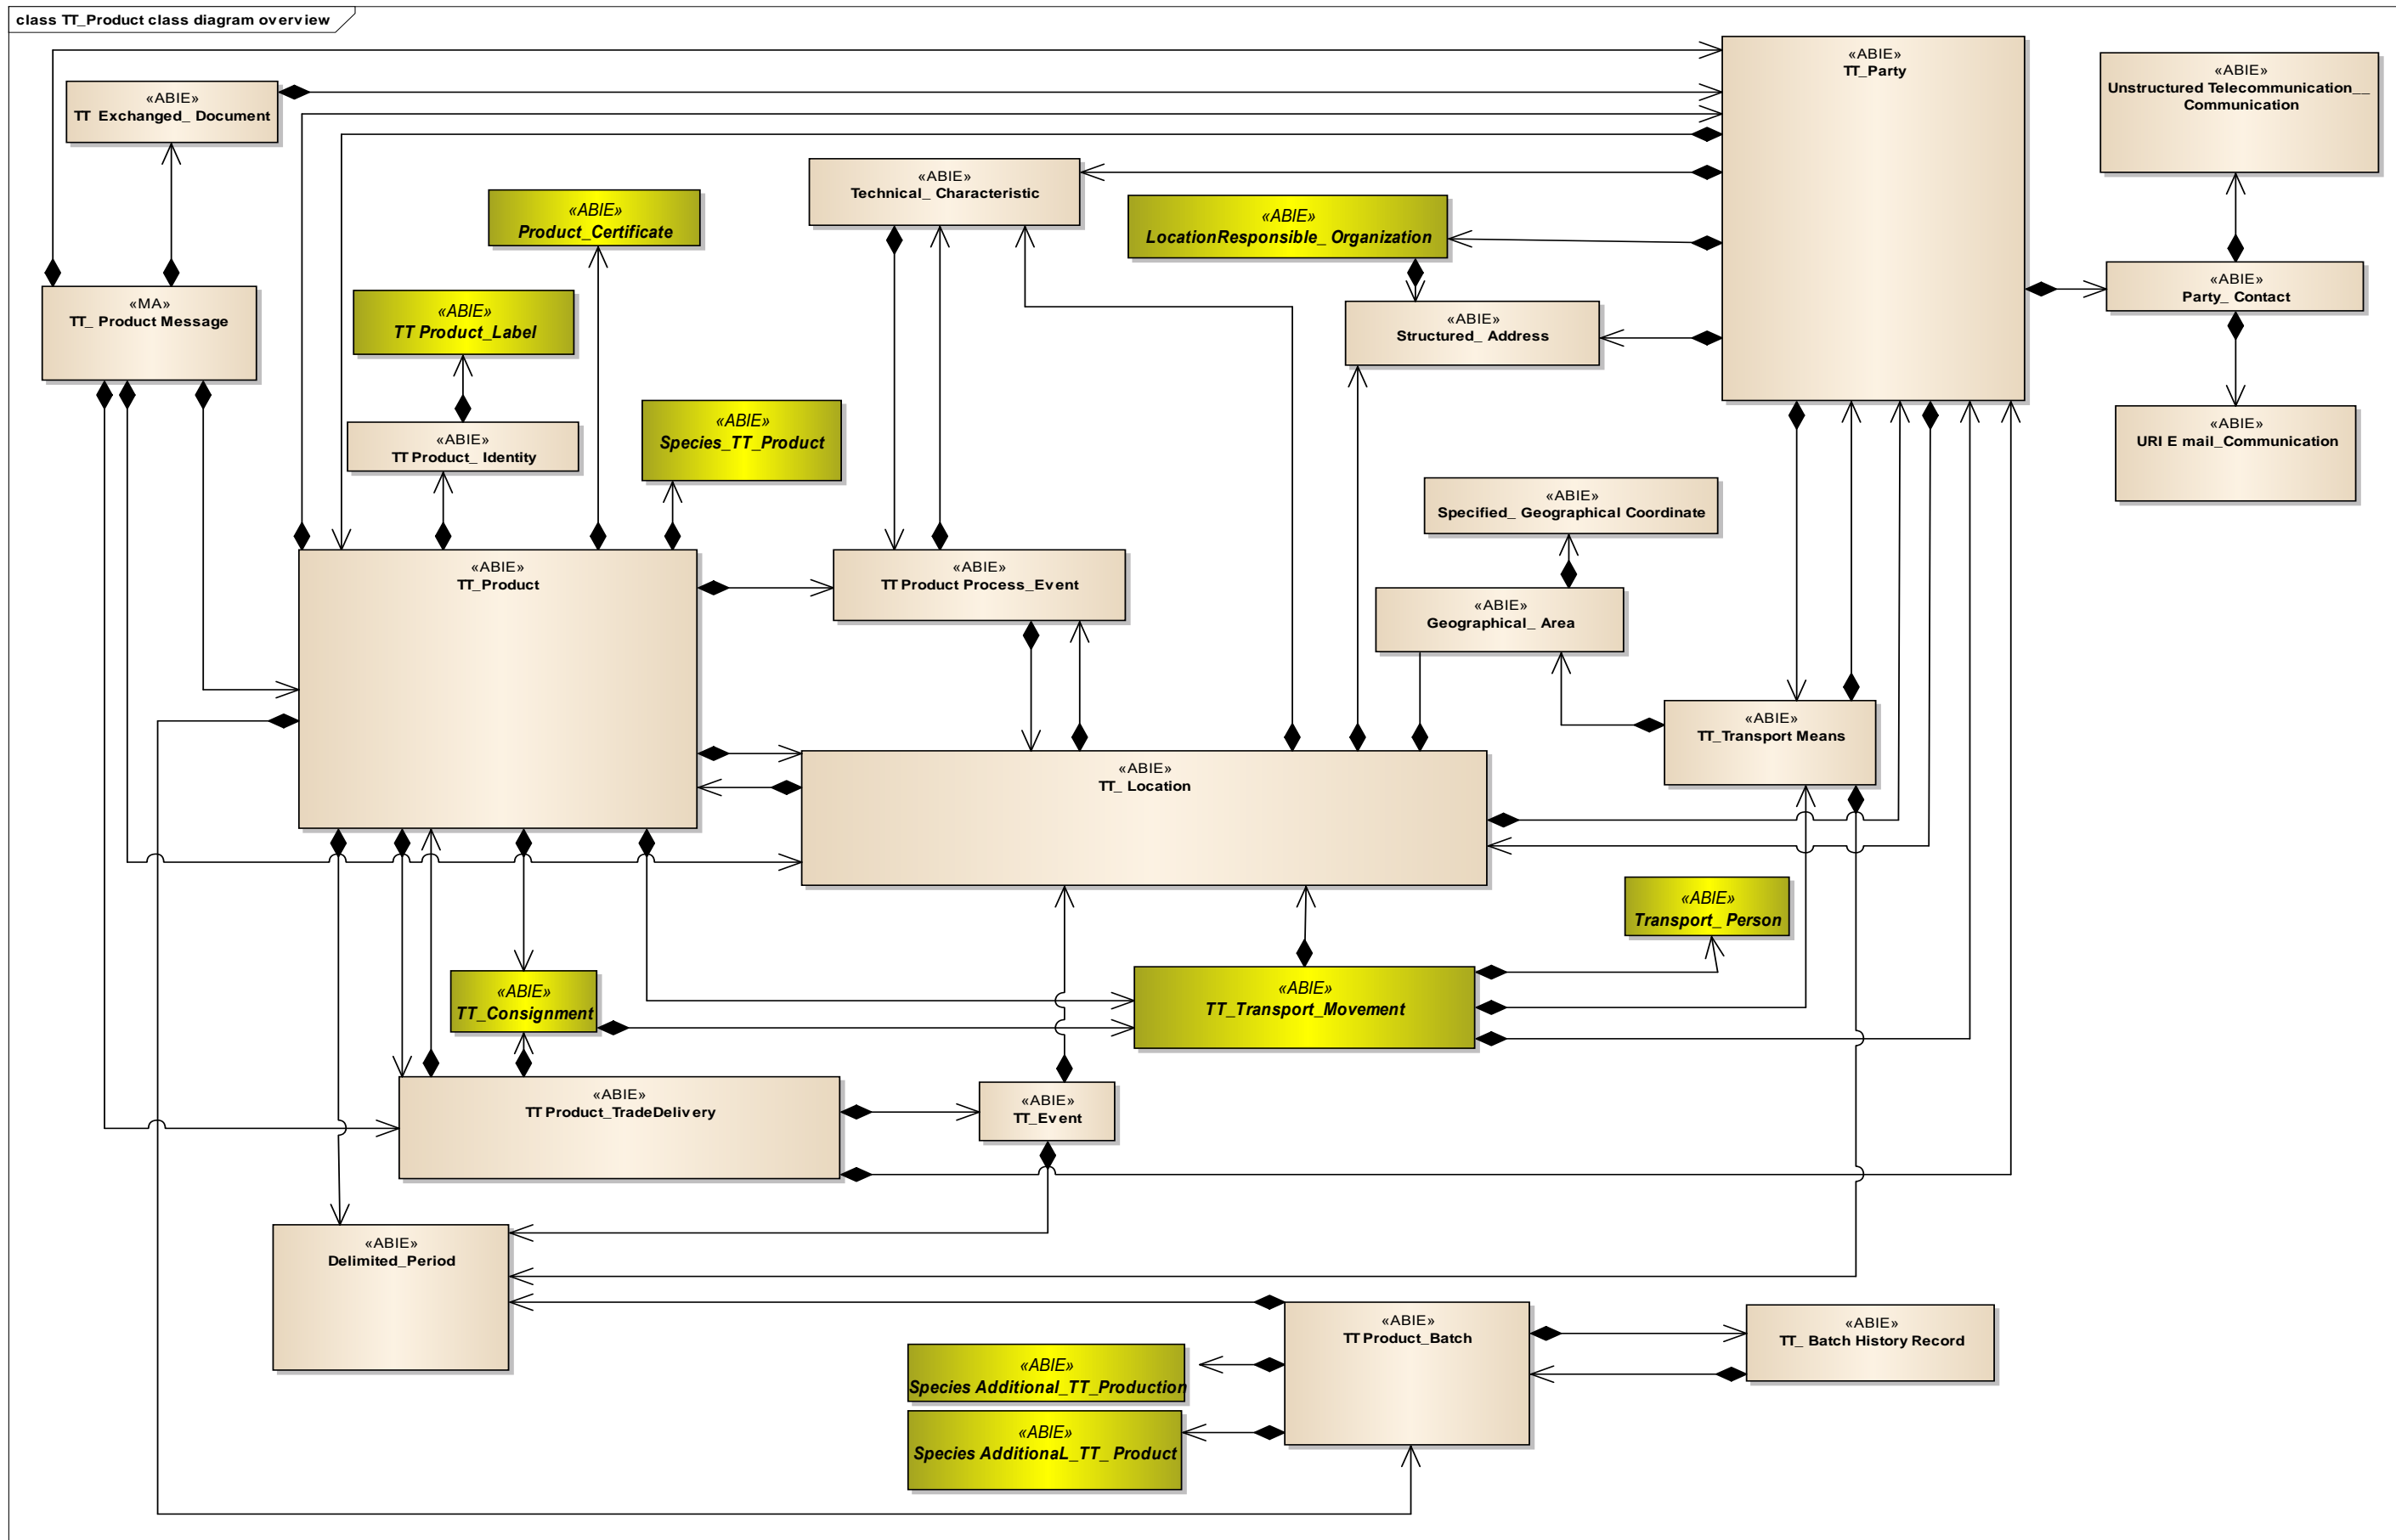 class TT_Product class diagram overview
«ABIE»
TT_Party
«ABIE»
Unstructured Telecommunication__
Communication
«ABIE»
TT Exchanged_ Document
«ABIE»
Technical_ Characteristic
«ABIE»
Product_Certificate
«ABIE»
LocationResponsible_ Organization
«ABIE»
Party_ Contact
«MA»
TT_ Product Message
«ABIE»
TT Product_Label
«ABIE»
Structured_ Address
«ABIE»
Species_TT_Product
«ABIE»
URI E mail_Communication
«ABIE»
TT Product_ Identity
«ABIE»
Specified_ Geographical Coordinate
«ABIE»
TT_Product
«ABIE»
TT Product Process_Event
«ABIE»
Geographical_ Area
«ABIE»
TT_Transport Means
«ABIE»
TT_ Location
«ABIE»
Transport_ Person
«ABIE»
TT_Consignment
«ABIE»
TT_Transport_Movement
«ABIE»
TT Product_TradeDelivery
«ABIE»
TT_Event
«ABIE»
Delimited_Period
«ABIE»
TT Product_Batch
«ABIE»
TT_ Batch History Record
«ABIE»
Species Additional_TT_Production
«ABIE»
Species AdditionaL_TT_ Product